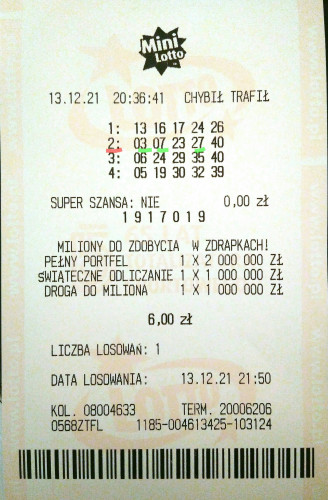 Mini
Lotto
13.12.21 20:36:41 CHYBIŁ TRAFIŁ
1: 13 16 17 24 26
2: 03 07 23 27 40
3: 06 24 29 35 40
4: 05 19 30 32 39
SUPER SZANSA: NIE 0,00 zł
1917019
MILIONY DO ZDOBYCIA W ZDRAPKACH!
PEŁNY PORTFEL 1 X 2 000 000 ZŁ
ŚWIĄTECZNE ODLICZANIE 1 X 1 000 000 ZŁ
DROGA DO MILIONA 1 X 1 000 000 ZŁ
6,00 zł
LICZBA LOSOWAŃ: 1
DATA LOSOWANIA: 13.12.21 21:50
KOL. 08004633 TERM. 20006206
0568ZTFL 1185-004613425-103124